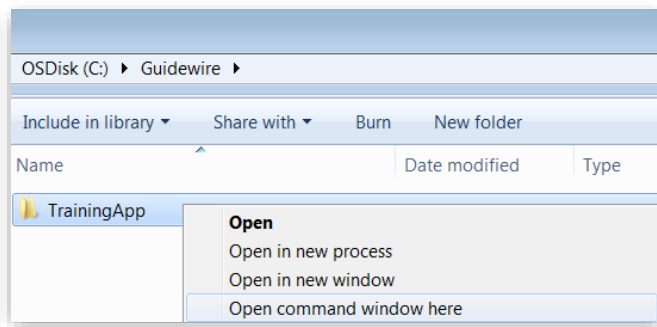 OSDisk (C:) Guidewire
Include in library Share with Burn New folder
Name Date modified Type
TrainingApp
Open
Open in new process
Open in new window
Open command window here